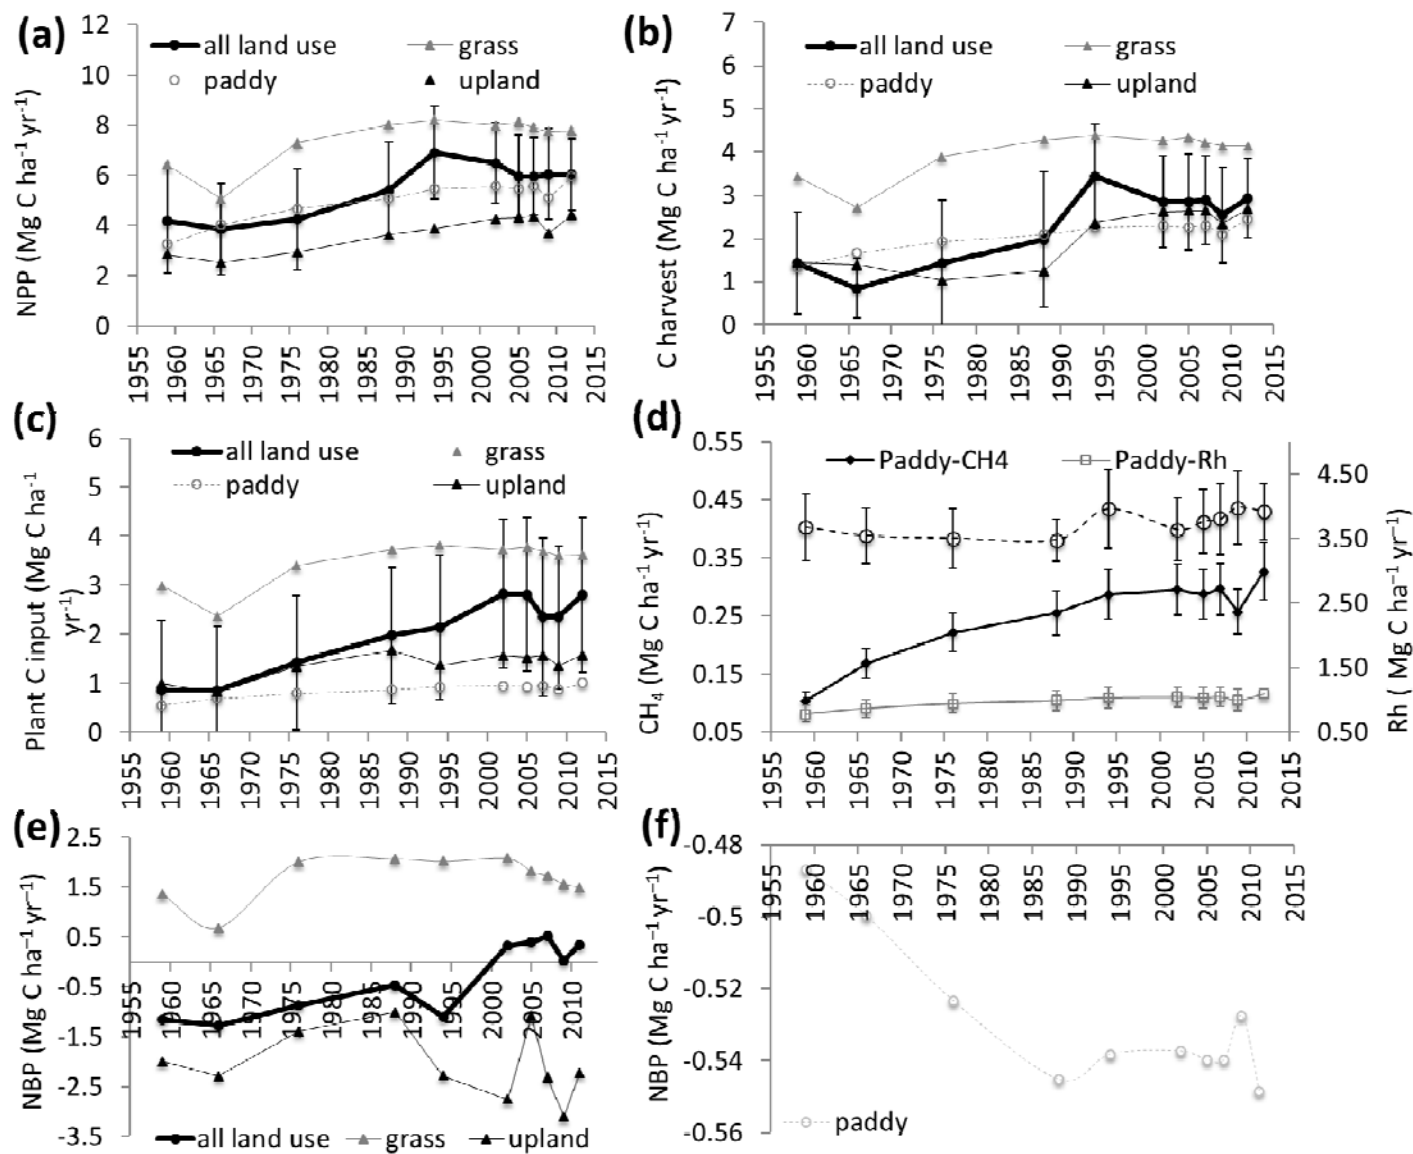 (a)
NPP (Mg C ha⁻¹ yr⁻¹)
12
10
8
6
4
2
0
all land use
grass
paddy
upland
1955 1960 1965 1970 1975 1980 1985 1990 1995 2000 2005 2010 2015
(b)
C harvest (Mg C ha⁻¹ yr⁻¹)
7
6
5
4
3
2
1
0
all land use
grass
paddy
upland
1955 1960 1965 1970 1975 1980 1985 1990 1995 2000 2005 2010 2015
(c)
Plant C input (Mg C ha⁻¹
yr⁻¹)
6
5
4
3
2
1
0
all land use
grass
paddy
upland
1955 1960 1965 1970 1975 1980 1985 1990 1995 2000 2005 2010 2015
(d)
CH₄ (Mg C ha⁻¹ yr⁻¹)
0.55
0.45
0.35
0.25
0.15
0.05
Paddy-CH4
Paddy-Rh
4.50
3.50
2.50
1.50
0.50
Rh ( Mg C ha⁻¹ yr⁻¹)
1955 1960 1965 1970 1975 1980 1985 1990 1995 2000 2005 2010 2015
(e)
NBP (Mg C ha⁻¹ yr⁻¹)
2.5
1.5
0.5
-0.5
-1.5
-2.5
-3.5
1955 1960 1965 1970 1975 1980 1985 1990 1995 2000 2005 2010
all land use
grass
upland
(f)
NBP (Mg C ha⁻¹ yr⁻¹)
-0.48
-0.5
-0.52
-0.54
-0.56
1955 1960 1965 1970 1975 1980 1985 1990 1995 2000 2005 2010 2015
paddy